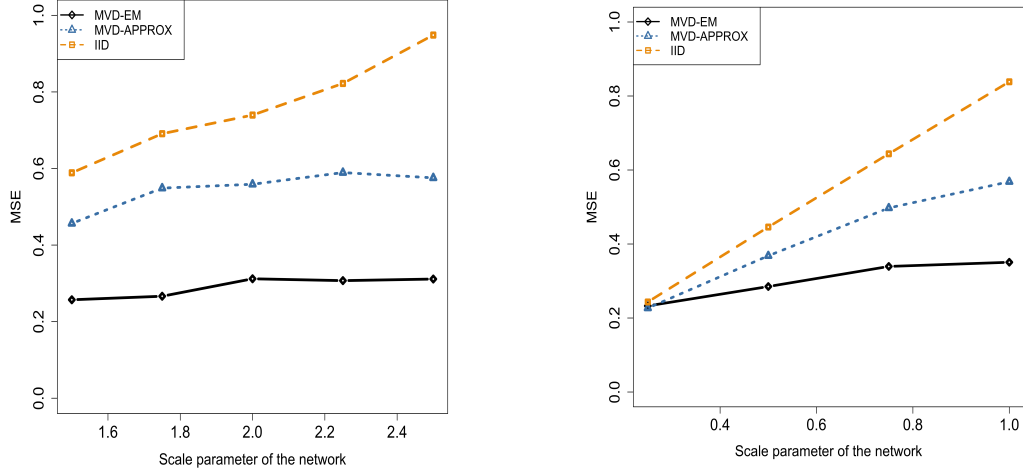 MVD-EM
MVD-APPROX
IID
MSE
1.0
0.8
0.6
0.4
0.2
0.0
1.6 1.8 2.0 2.2 2.4
Scale parameter of the network
MVD-EM
MVD-APPROX
IID
MSE
1.0
0.8
0.6
0.4
0.2
0.0
0.4 0.6 0.8 1.0
Scale parameter of the network